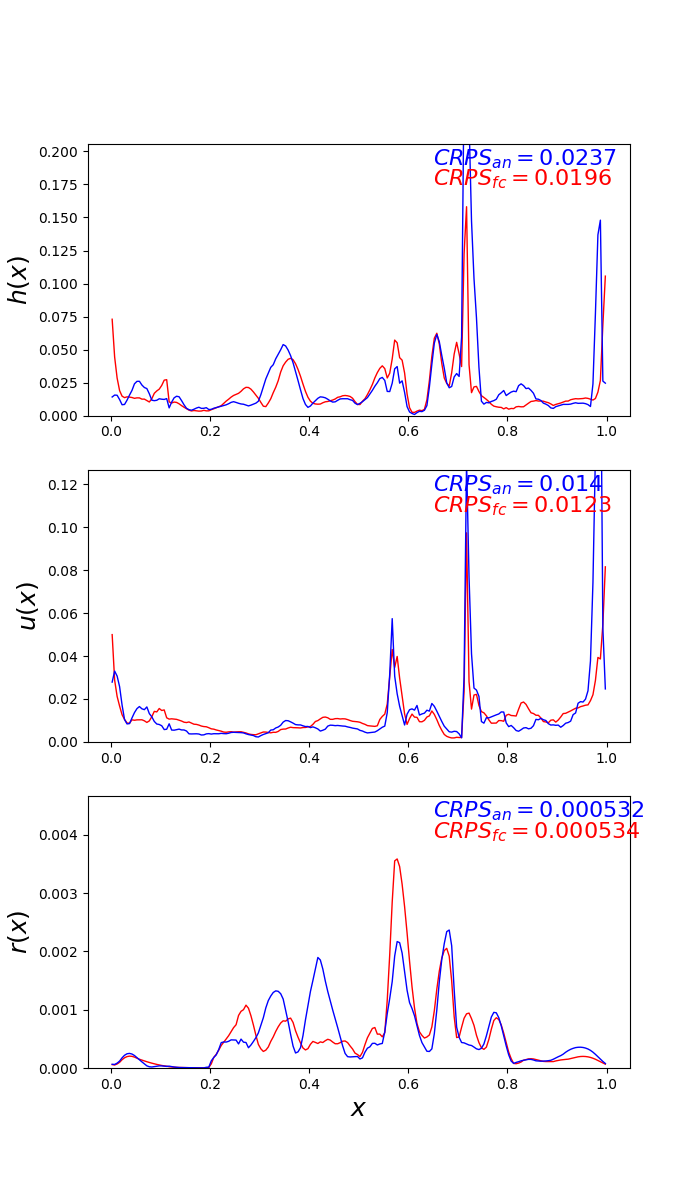 0.200
CRPS_an = 0.0237
0.175
CRPS_fc = 0.0196
0.150
0.125
h(x)
0.100
0.075
0.050
0.025
0.000
0.0 0.2 0.4 0.6 0.8 1.0
0.12
CRPS_an = 0.014
CRPS_fc = 0.0123
0.10
0.08
u(x)
0.06
0.04
0.02
0.00
0.0 0.2 0.4 0.6 0.8 1.0
CRPS_an = 0.000532
0.004
CRPS_fc = 0.000534
0.003
r(x)
0.002
0.001
0.000
0.0 0.2 0.4 0.6 0.8 1.0
x